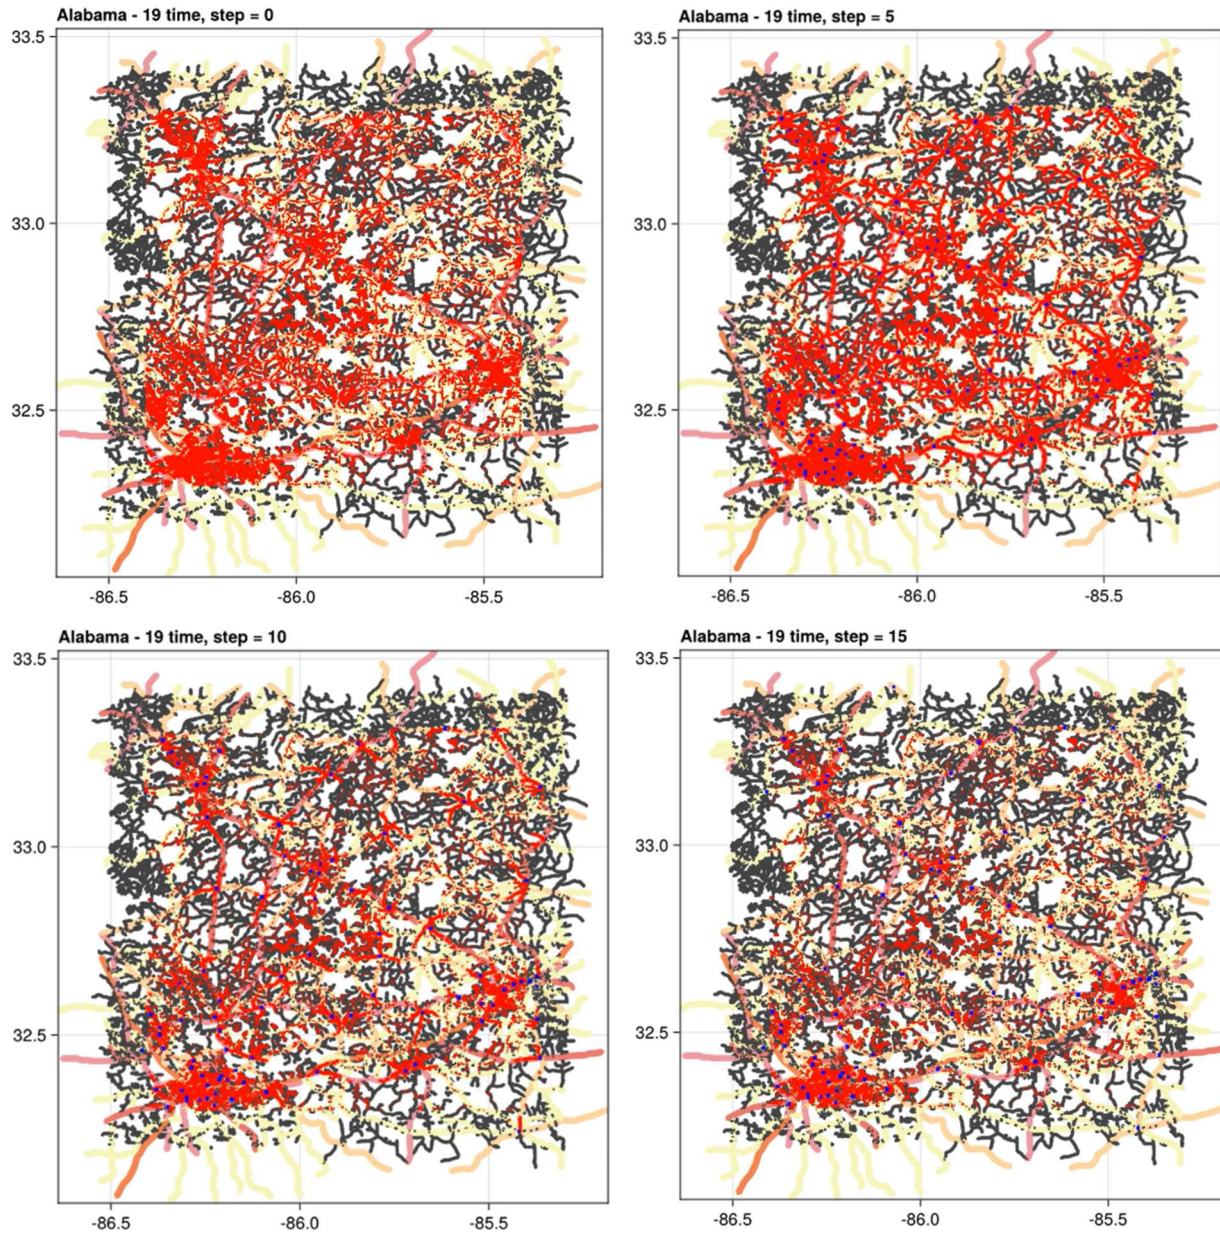 Alabama - 19 time, step = 0
33.5
33.0
32.5
-86.5 -86.0 -85.5
Alabama - 19 time, step = 5
33.5
33.0
32.5
-86.5 -86.0 -85.5
Alabama - 19 time, step = 10
33.5
33.0
32.5
-86.5 -86.0 -85.5
Alabama - 19 time, step = 15
33.5
33.0
32.5
-86.5 -86.0 -85.5